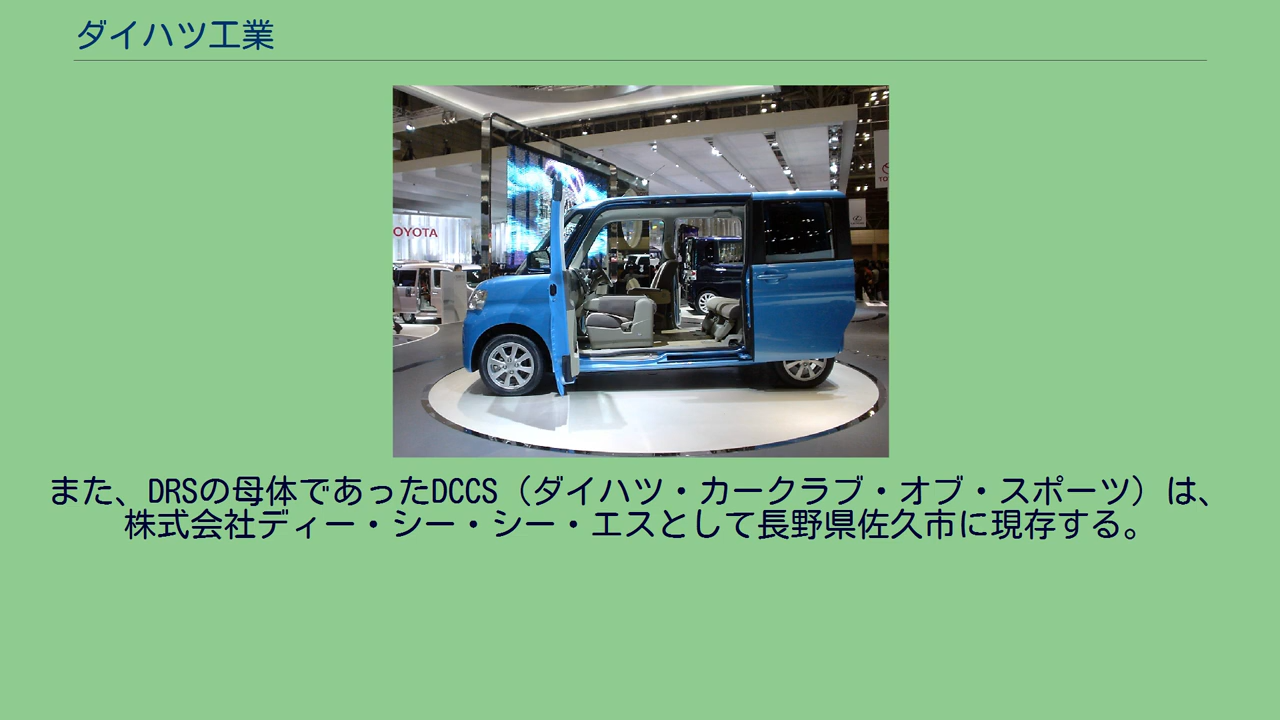 ダイハツ工業
OYOTA
また、DRSの母体であったDCCS（ダイハツ・カークラブ・オブ・スポーツ）は、
株式会社ディー・シー・シー・エスとして長野県佐久市に現存する。